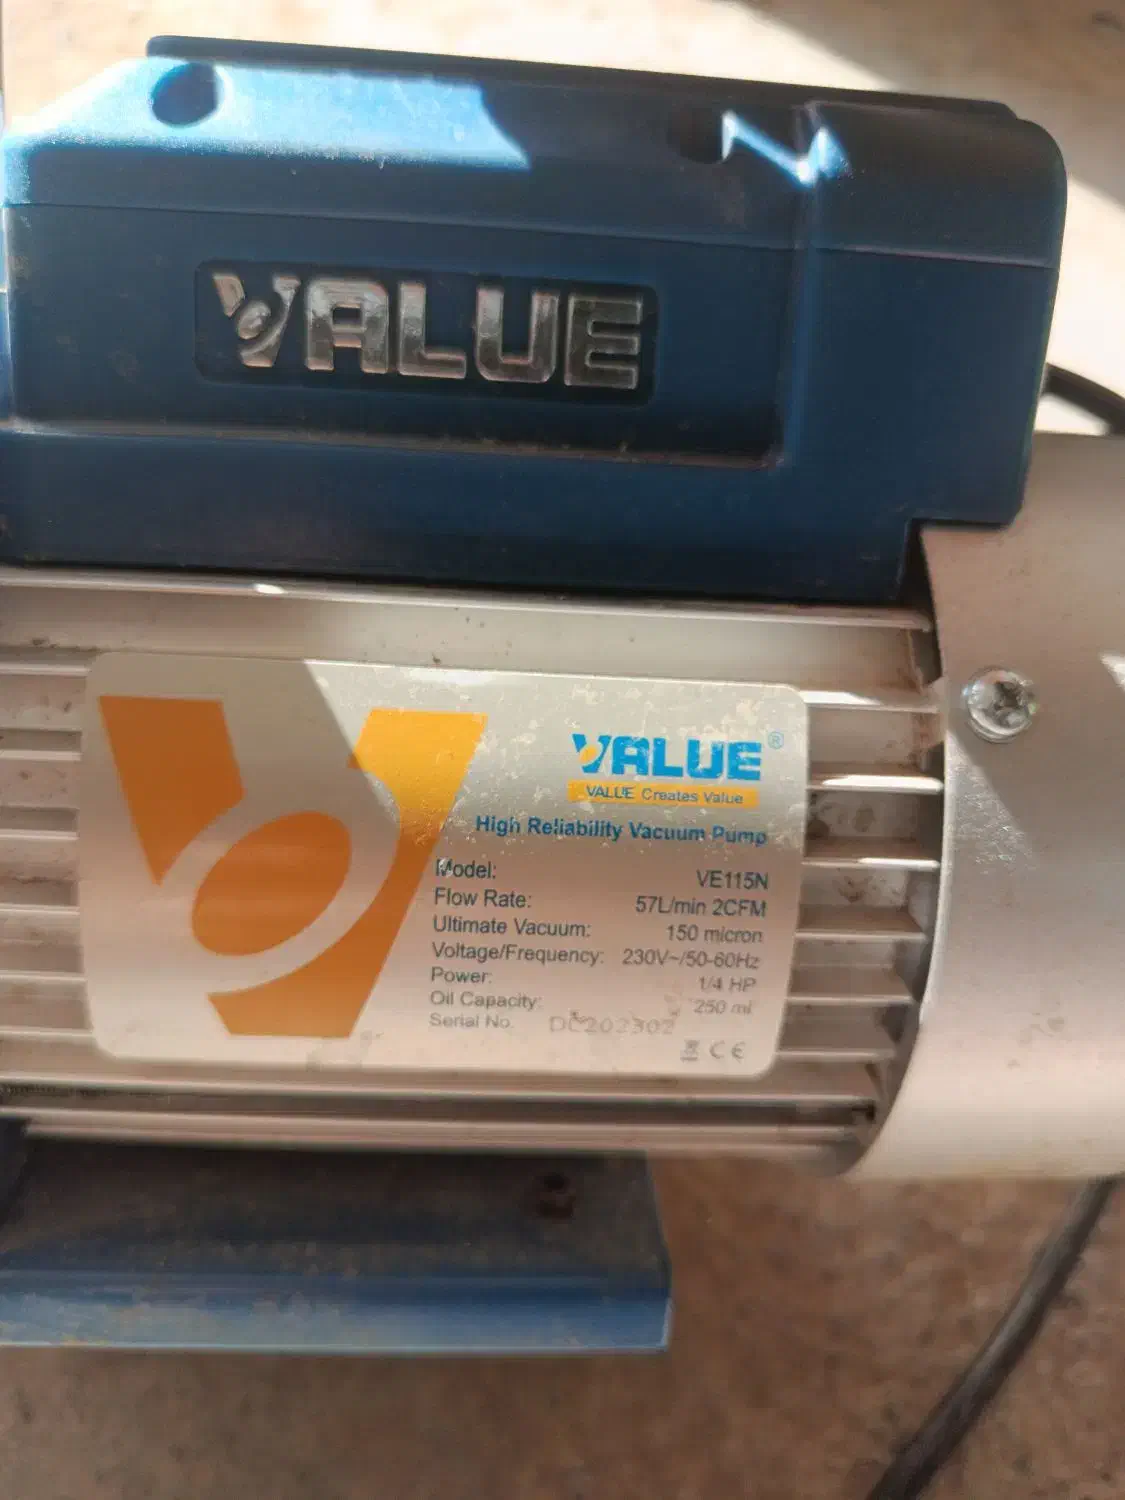 VALUE
VALUE®
VALUE Creates Value
High Reliability Vacuum Pump
Model: VE115N
Flow Rate: 57L/min 2CFM
Ultimate Vacuum: 150 micron
Voltage/Frequency: 230V~/50-60Hz
Power: 1/4 HP
Oil Capacity: 250 ml
Serial No. DC202302
CE